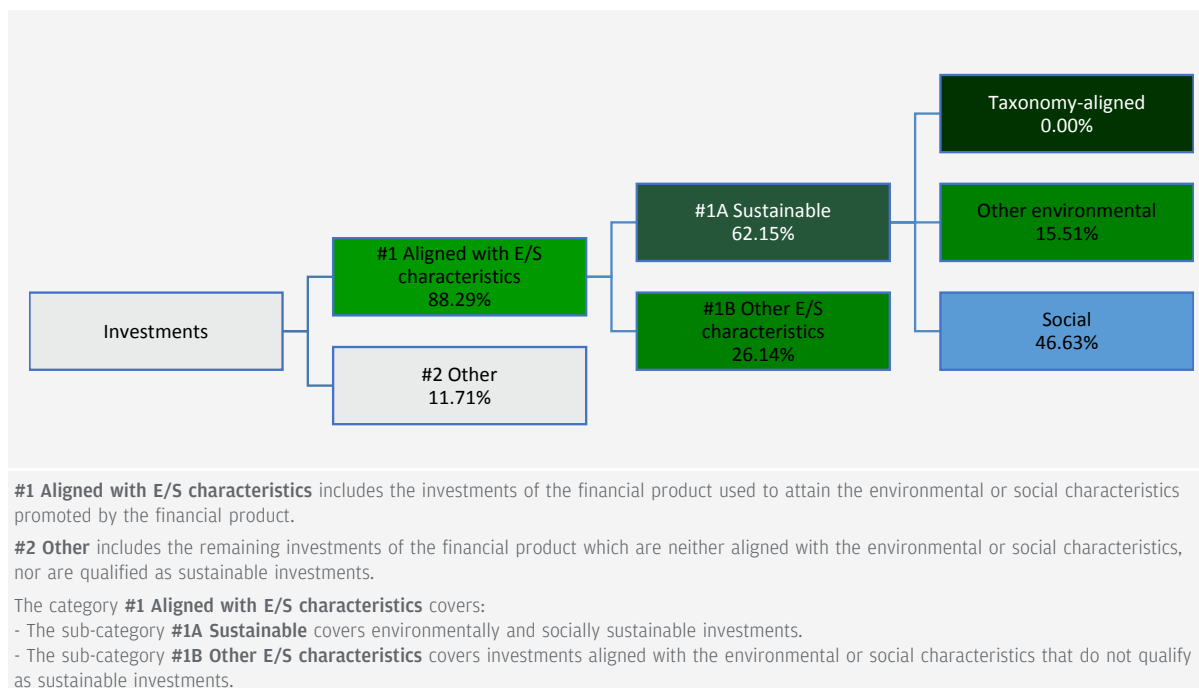 Investments
#1 Aligned with E/S
characteristics
88.29%
#2 Other
11.71%
#1A Sustainable
62.15%
#1B Other E/S
characteristics
26.14%
Taxonomy-aligned
0.00%
Other environmental
15.51%
Social
46.63%
#1 Aligned with E/S characteristics includes the investments of the financial product used to attain the environmental or social characteristics
promoted by the financial product.
#2 Other includes the remaining investments of the financial product which are neither aligned with the environmental or social characteristics,
nor are qualified as sustainable investments.
The category #1 Aligned with E/S characteristics covers:
- The sub-category #1A Sustainable covers environmentally and socially sustainable investments.
- The sub-category #1B Other E/S characteristics covers investments aligned with the environmental or social characteristics that do not qualify
as sustainable investments.